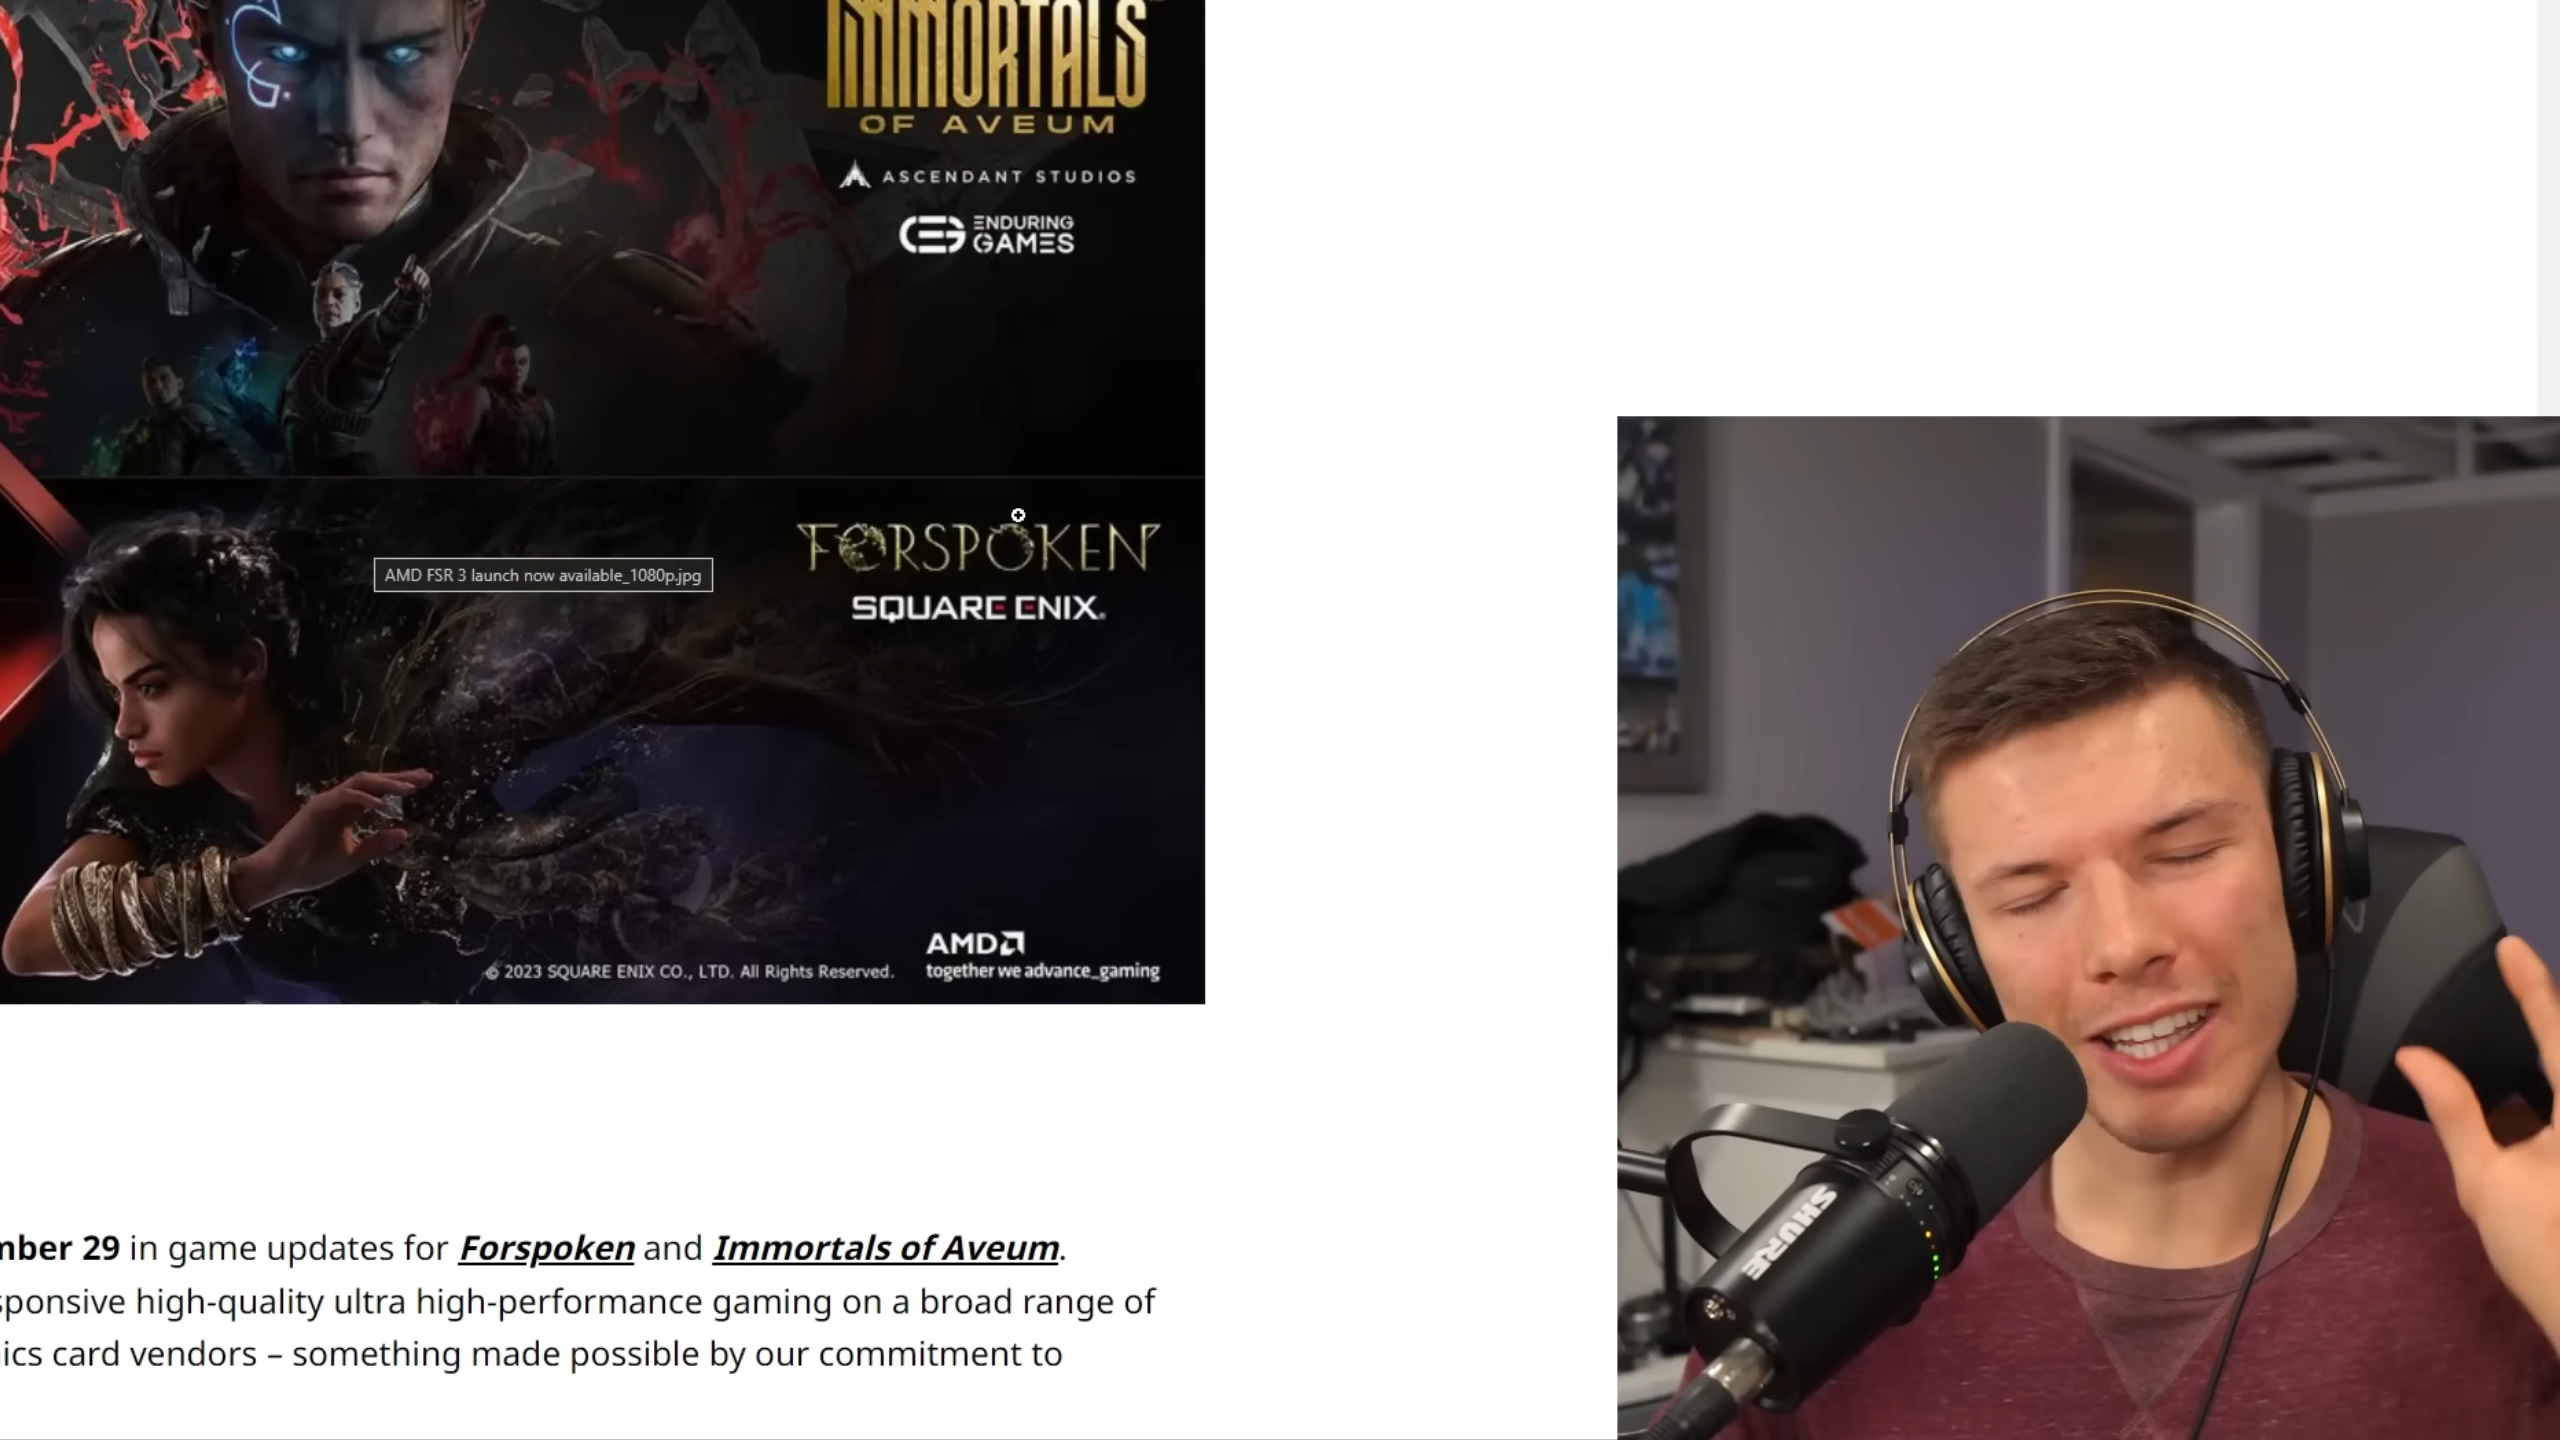 IMMORTALS
OF AVEUM
ASCENDANT STUDIOS
ENDURING
GAMES
FORSPOKEN
AMD FSR 3 launch now available_1080p.jpg
SQUARE ENIX.
AMD
© 2023 SQUARE ENIX CO., LTD. All Rights Reserved.
together we advance_gaming
mber 29 in game updates for Forspoken and Immortals of Aveum.
sponsive high-quality ultra high-performance gaming on a broad range of
ics card vendors – something made possible by our commitment to
SHURE